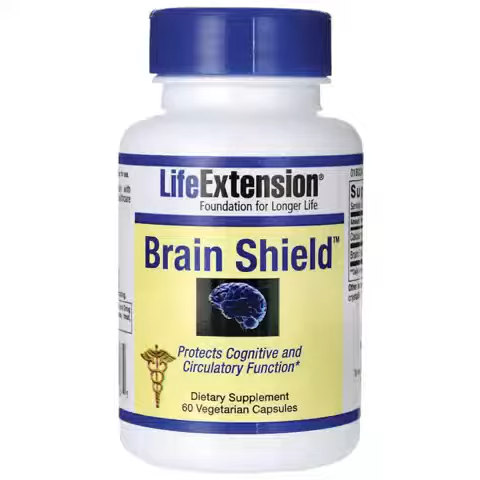 LifeExtension®
Foundation for Longer Life
Brain Shield™
Protects Cognitive and
Circulatory Function*
Dietary Supplement
60 Vegetarian Capsules